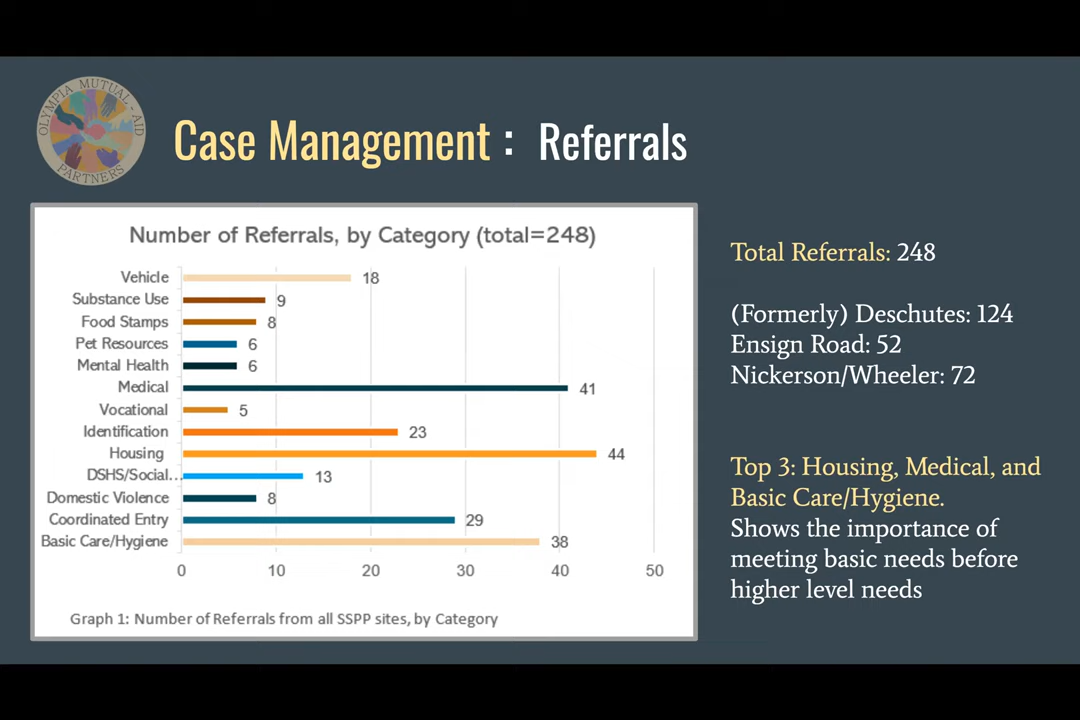 OLYMPIA MUTUAL-AID
PARTNERS
Case Management : Referrals
Number of Referrals, by Category (total=248)
Vehicle 18
Substance Use 9
Food Stamps 8
Pet Resources 6
Mental Health 6
Medical 41
Vocational 5
Identification 23
Housing 44
DSHS/Social... 13
Domestic Violence 8
Coordinated Entry 29
Basic Care/Hygiene 38
0 10 20 30 40 50
Graph 1: Number of Referrals from all SSPP sites, by Category
Total Referrals: 248
(Formerly) Deschutes: 124
Ensign Road: 52
Nickerson/Wheeler: 72
Top 3: Housing, Medical, and
Basic Care/Hygiene.
Shows the importance of
meeting basic needs before
higher level needs